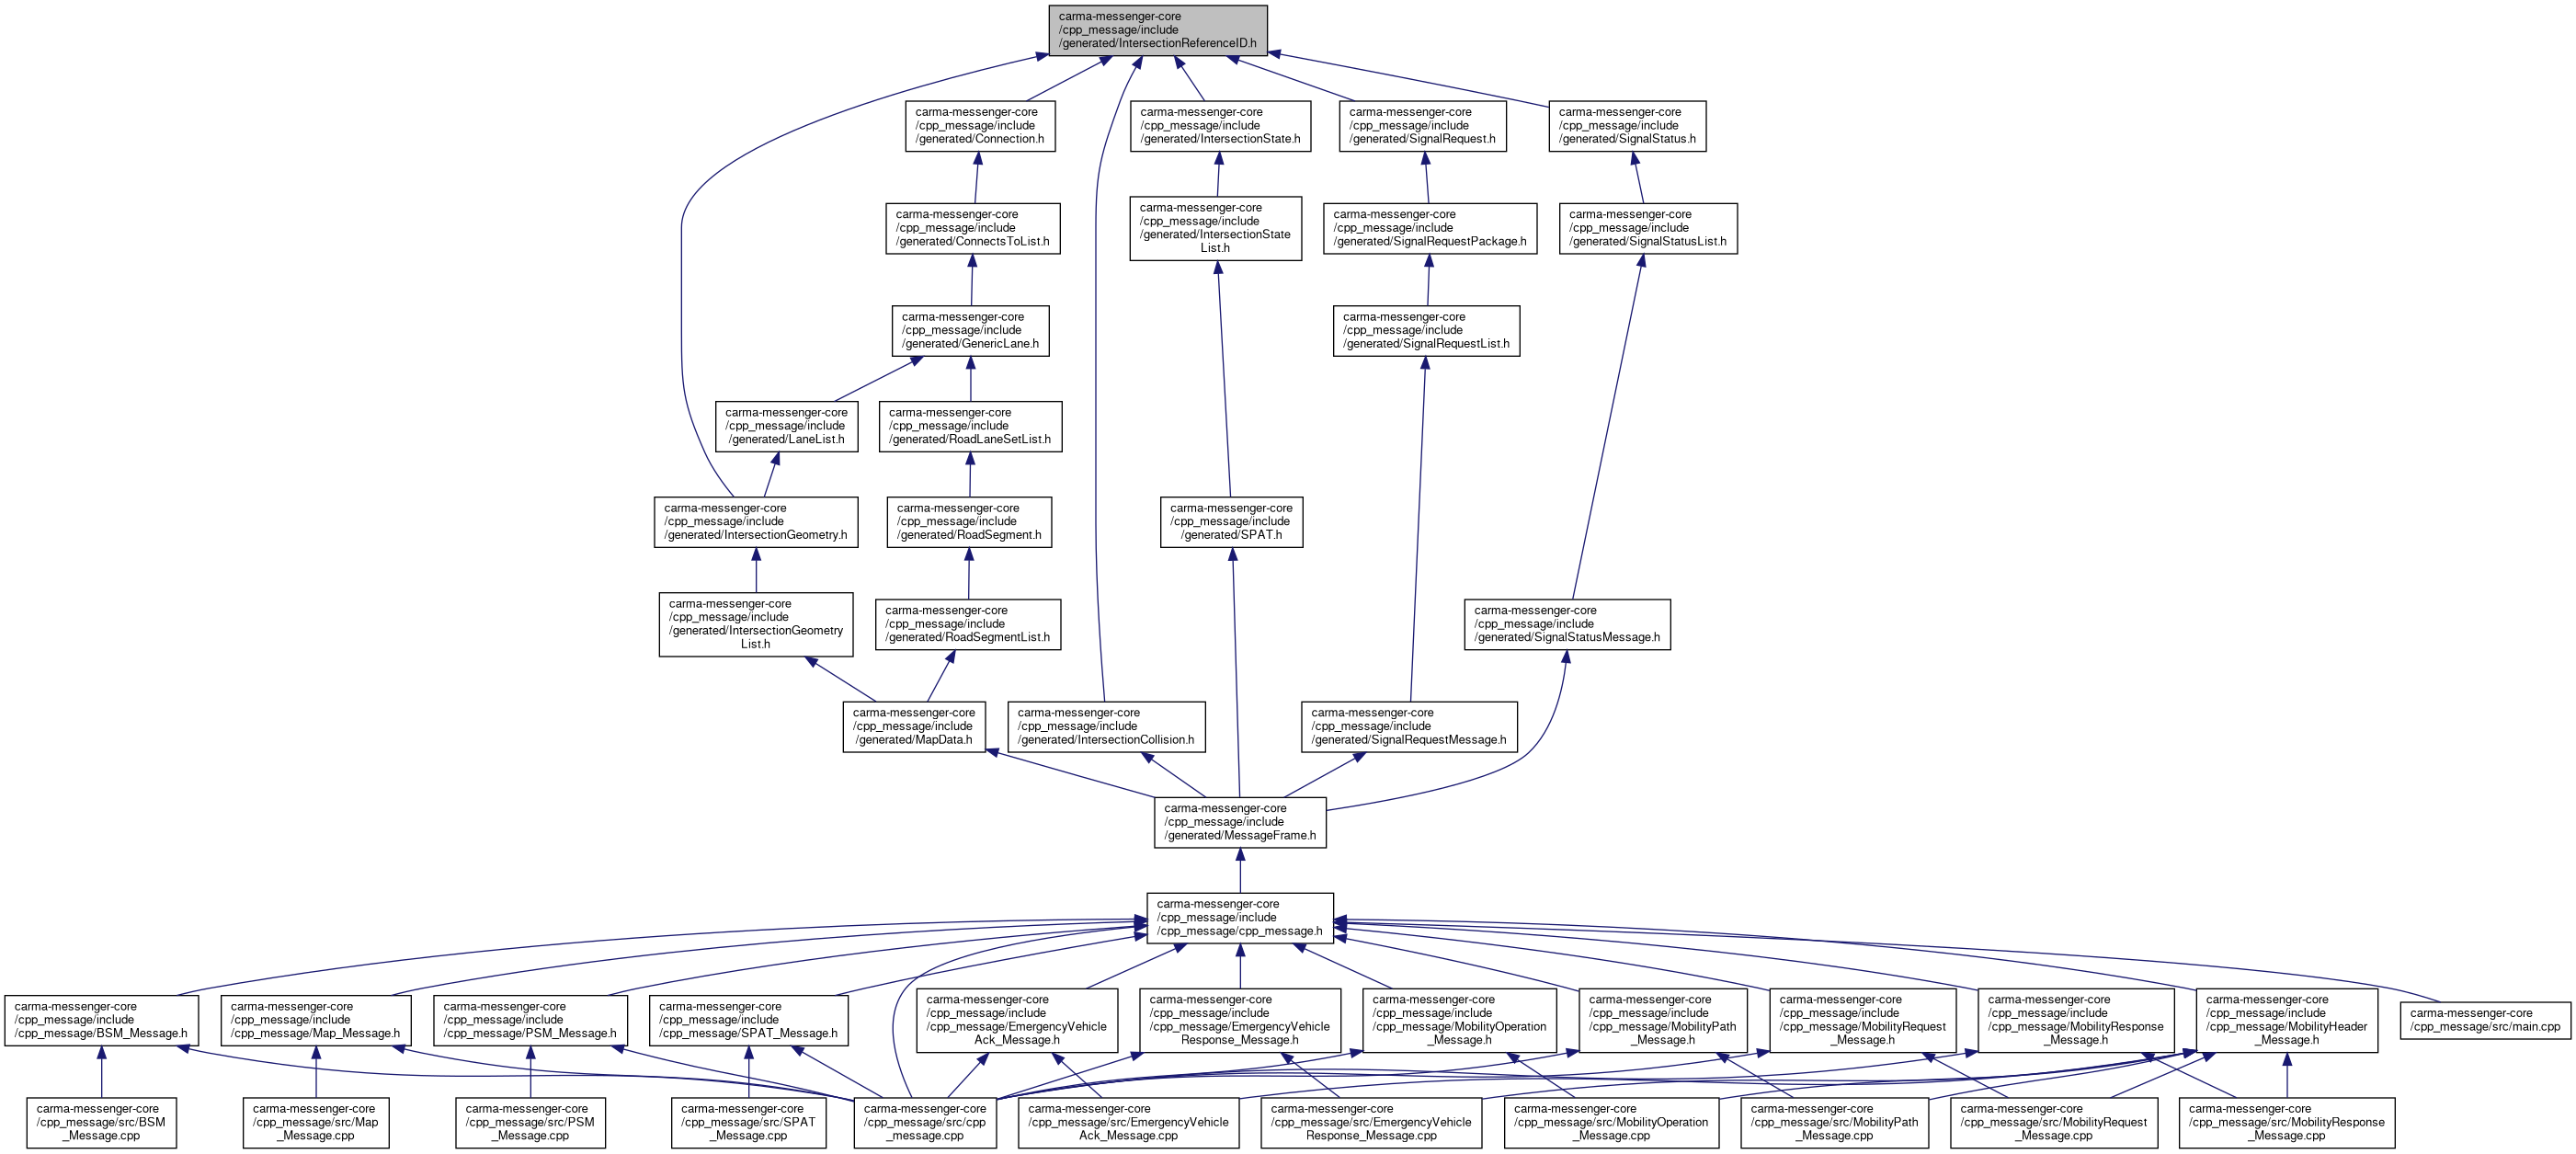 carma-messenger-core
/cpp_message/include
/generated/IntersectionReferenceID.h
carma-messenger-core
/cpp_message/include
/generated/Connection.h
carma-messenger-core
/cpp_message/include
/generated/IntersectionState.h
carma-messenger-core
/cpp_message/include
/generated/SignalRequest.h
carma-messenger-core
/cpp_message/include
/generated/SignalStatus.h
carma-messenger-core
/cpp_message/include
/generated/ConnectsToList.h
carma-messenger-core
/cpp_message/include
/generated/IntersectionState
List.h
carma-messenger-core
/cpp_message/include
/generated/SignalRequestPackage.h
carma-messenger-core
/cpp_message/include
/generated/SignalStatusList.h
carma-messenger-core
/cpp_message/include
/generated/GenericLane.h
carma-messenger-core
/cpp_message/include
/generated/SignalRequestList.h
carma-messenger-core
/cpp_message/include
/generated/LaneList.h
carma-messenger-core
/cpp_message/include
/generated/RoadLaneSetList.h
carma-messenger-core
/cpp_message/include
/generated/IntersectionGeometry.h
carma-messenger-core
/cpp_message/include
/generated/RoadSegment.h
carma-messenger-core
/cpp_message/include
/generated/SPAT.h
carma-messenger-core
/cpp_message/include
/generated/IntersectionGeometry
List.h
carma-messenger-core
/cpp_message/include
/generated/RoadSegmentList.h
carma-messenger-core
/cpp_message/include
/generated/SignalStatusMessage.h
carma-messenger-core
/cpp_message/include
/generated/MapData.h
carma-messenger-core
/cpp_message/include
/generated/IntersectionCollision.h
carma-messenger-core
/cpp_message/include
/generated/SignalRequestMessage.h
carma-messenger-core
/cpp_message/include
/generated/MessageFrame.h
carma-messenger-core
/cpp_message/include
/cpp_message/cpp_message.h
carma-messenger-core
/cpp_message/include
/cpp_message/BSM_Message.h
carma-messenger-core
/cpp_message/include
/cpp_message/Map_Message.h
carma-messenger-core
/cpp_message/include
/cpp_message/PSM_Message.h
carma-messenger-core
/cpp_message/include
/cpp_message/SPAT_Message.h
carma-messenger-core
/cpp_message/include
/cpp_message/EmergencyVehicle
Ack_Message.h
carma-messenger-core
/cpp_message/include
/cpp_message/EmergencyVehicle
Response_Message.h
carma-messenger-core
/cpp_message/include
/cpp_message/MobilityOperation
_Message.h
carma-messenger-core
/cpp_message/include
/cpp_message/MobilityPath
_Message.h
carma-messenger-core
/cpp_message/include
/cpp_message/MobilityRequest
_Message.h
carma-messenger-core
/cpp_message/include
/cpp_message/MobilityResponse
_Message.h
carma-messenger-core
/cpp_message/include
/cpp_message/MobilityHeader
_Message.h
carma-messenger-core
/cpp_message/src/main.cpp
carma-messenger-core
/cpp_message/src/BSM
_Message.cpp
carma-messenger-core
/cpp_message/src/Map
_Message.cpp
carma-messenger-core
/cpp_message/src/PSM
_Message.cpp
carma-messenger-core
/cpp_message/src/SPAT
_Message.cpp
carma-messenger-core
/cpp_message/src/cpp
_message.cpp
carma-messenger-core
/cpp_message/src/EmergencyVehicle
Ack_Message.cpp
carma-messenger-core
/cpp_message/src/EmergencyVehicle
Response_Message.cpp
carma-messenger-core
/cpp_message/src/MobilityOperation
_Message.cpp
carma-messenger-core
/cpp_message/src/MobilityPath
_Message.cpp
carma-messenger-core
/cpp_message/src/MobilityRequest
_Message.cpp
carma-messenger-core
/cpp_message/src/MobilityResponse
_Message.cpp